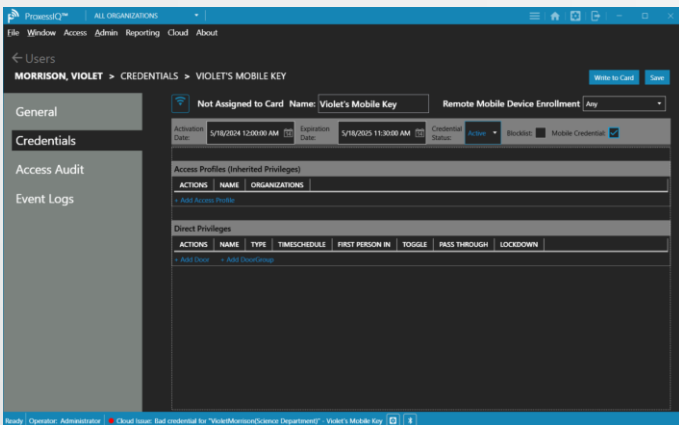 ProxessIQ™ ALL ORGANIZATIONS
File Window Access Admin Reporting Cloud About
Users
MORRISON, VIOLET > CREDENTIALS > VIOLET'S MOBILE KEY
Write to Card Save
General
Credentials
Access Audit
Event Logs
Not Assigned to Card Name: Violet's Mobile Key Remote Mobile Device Enrollment Any
Activation Date: 5/18/2024 12:00:00 AM Expiration Date: 5/18/2025 11:30:00 AM Credential Status: Active Blocklist: Mobile Credential:
Access Profiles (Inherited Privileges)
ACTIONS NAME ORGANIZATIONS
+ Add Access Profile
Direct Privileges
ACTIONS NAME TYPE TIMESCHEDULE FIRST PERSON IN TOGGLE PASS THROUGH LOCKDOWN
+ Add Door + Add DoorGroup
Ready Operator: Administrator Cloud Issue: Bad credential for "VioletMorrison(Science Department)" - Violet's Mobile Key